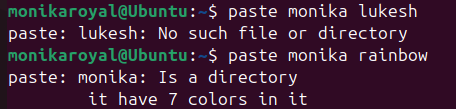 monikaroyal@Ubuntu:~$ paste monika lukesh
paste: lukesh: No such file or directory
monikaroyal@Ubuntu:~$ paste monika rainbow
paste: monika: Is a directory
        it have 7 colors in it